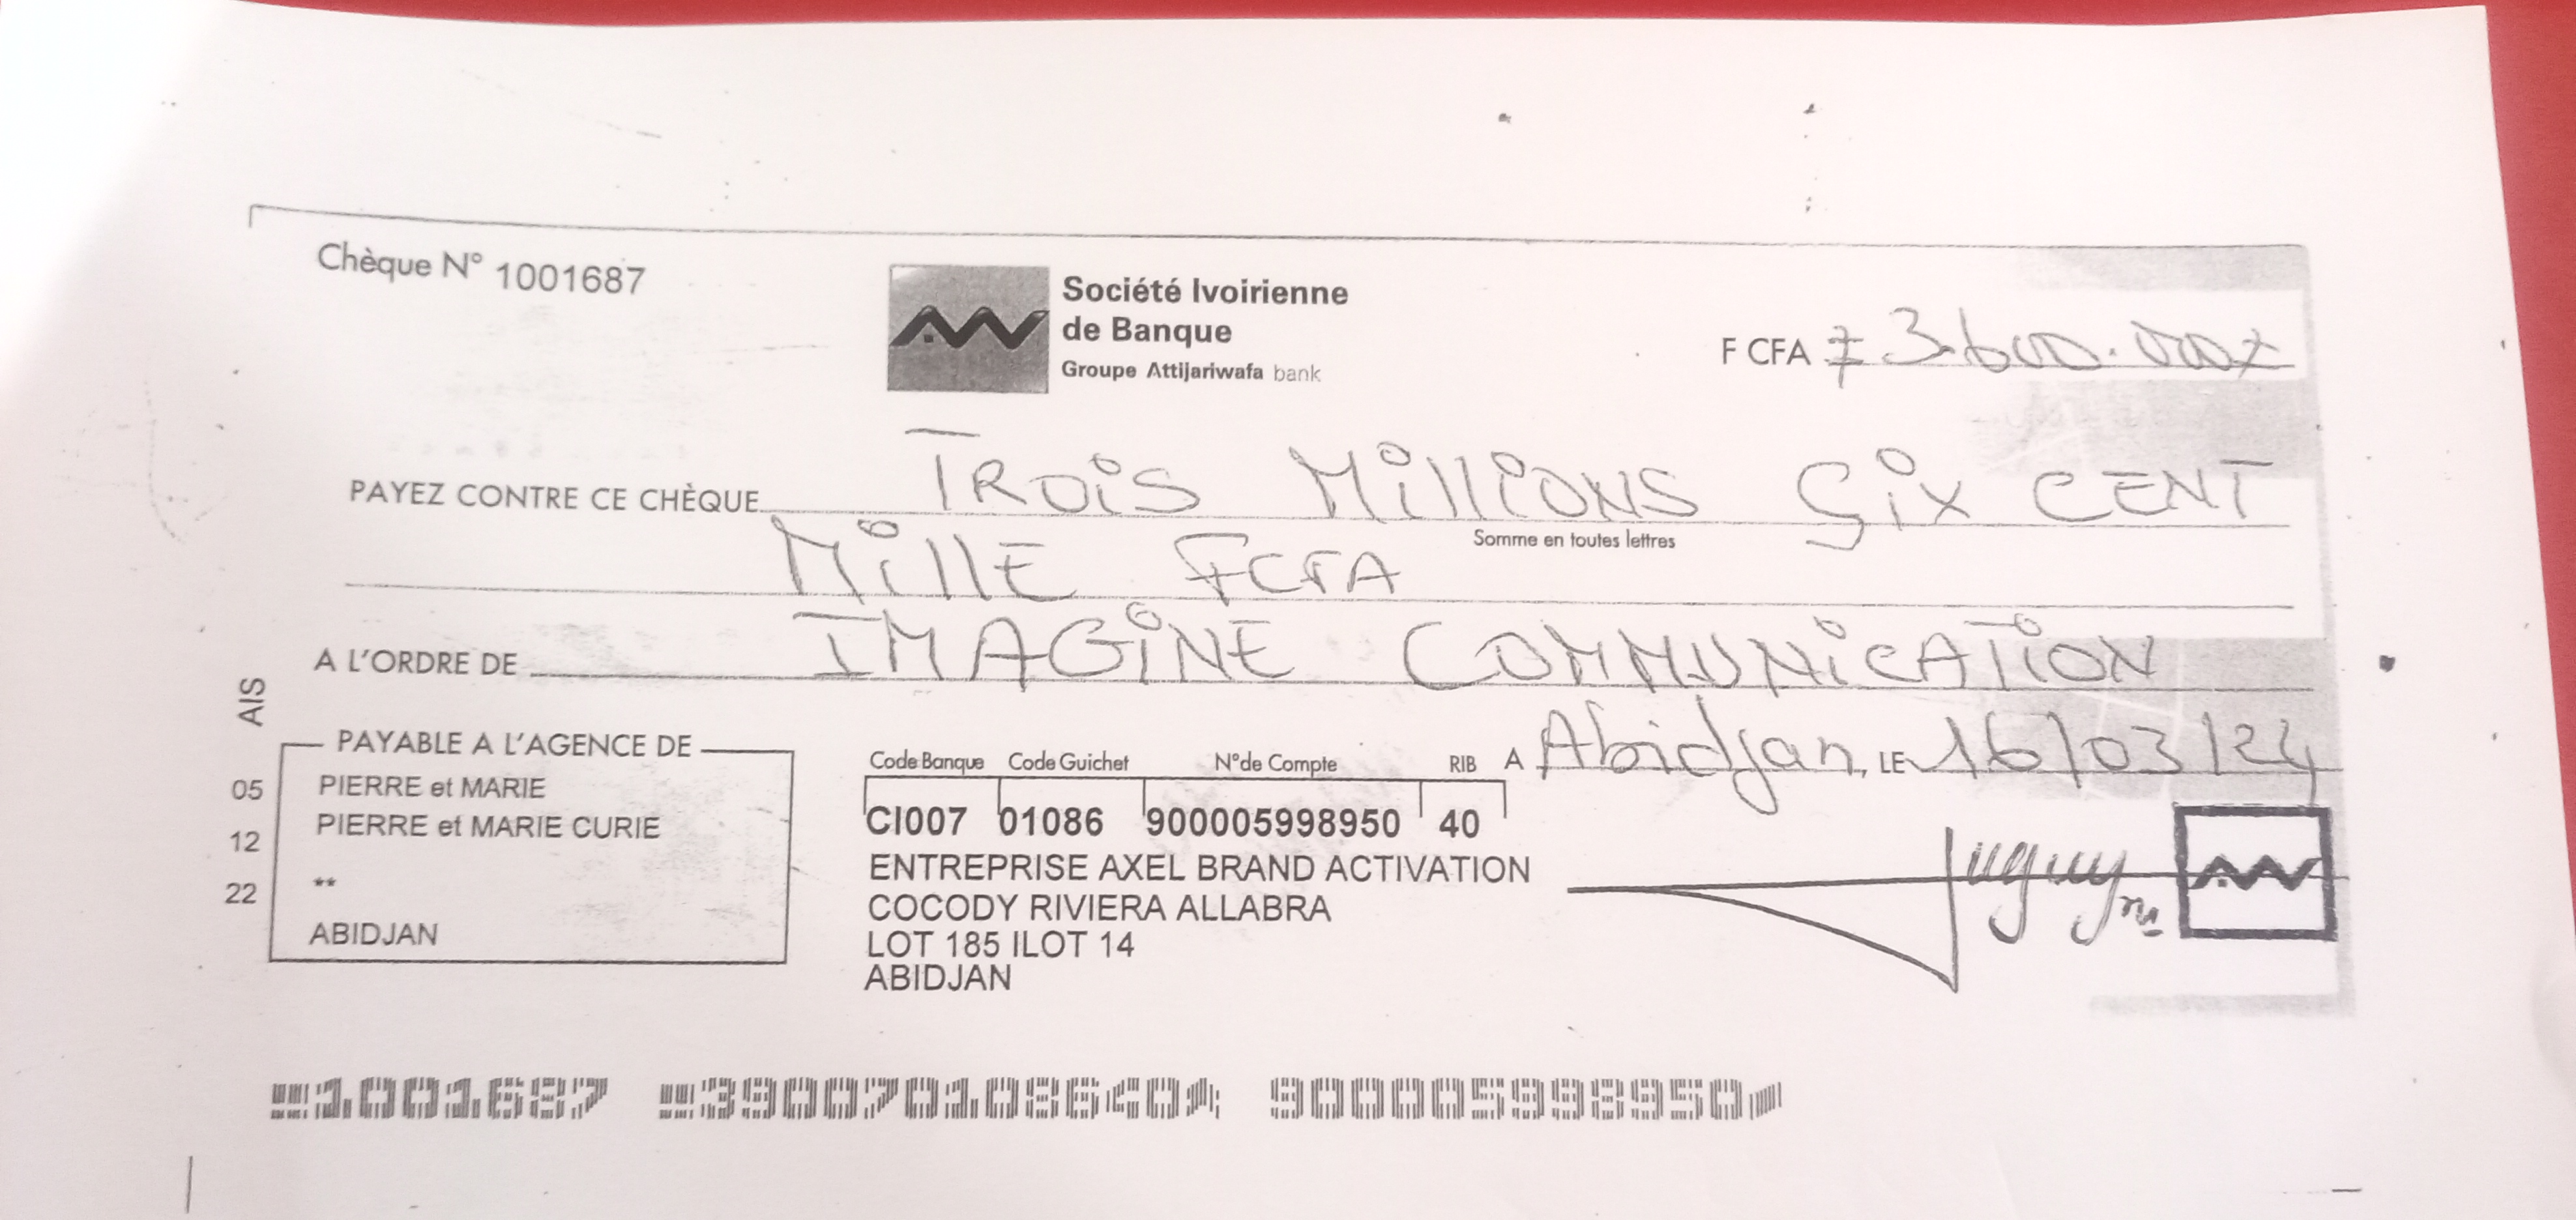 Chèque N° 1001687
Société Ivoirienne
de Banque
Groupe Attijariwafa bank
F CFA ≠ 3.600.000 ≠
PAYEZ CONTRE CE CHÈQUE TROIS MILLIONS SIX CENT
Somme en toutes lettres
MILLE FCFA
A L'ORDRE DE IMAGINE COMMUNICATION
AIS
05
12
22
PAYABLE A L'AGENCE DE
PIERRE et MARIE
PIERRE et MARIE CURIE
**
ABIDJAN
Code Banque Code Guichet N° de Compte RIB
CI007 01086 900005998950 40
ENTREPRISE AXEL BRAND ACTIVATION
COCODY RIVIERA ALLABRA
LOT 185 ILOT 14
ABIDJAN
A Abidjan, LE 16/03/24
1001687 390070108640 900005998950